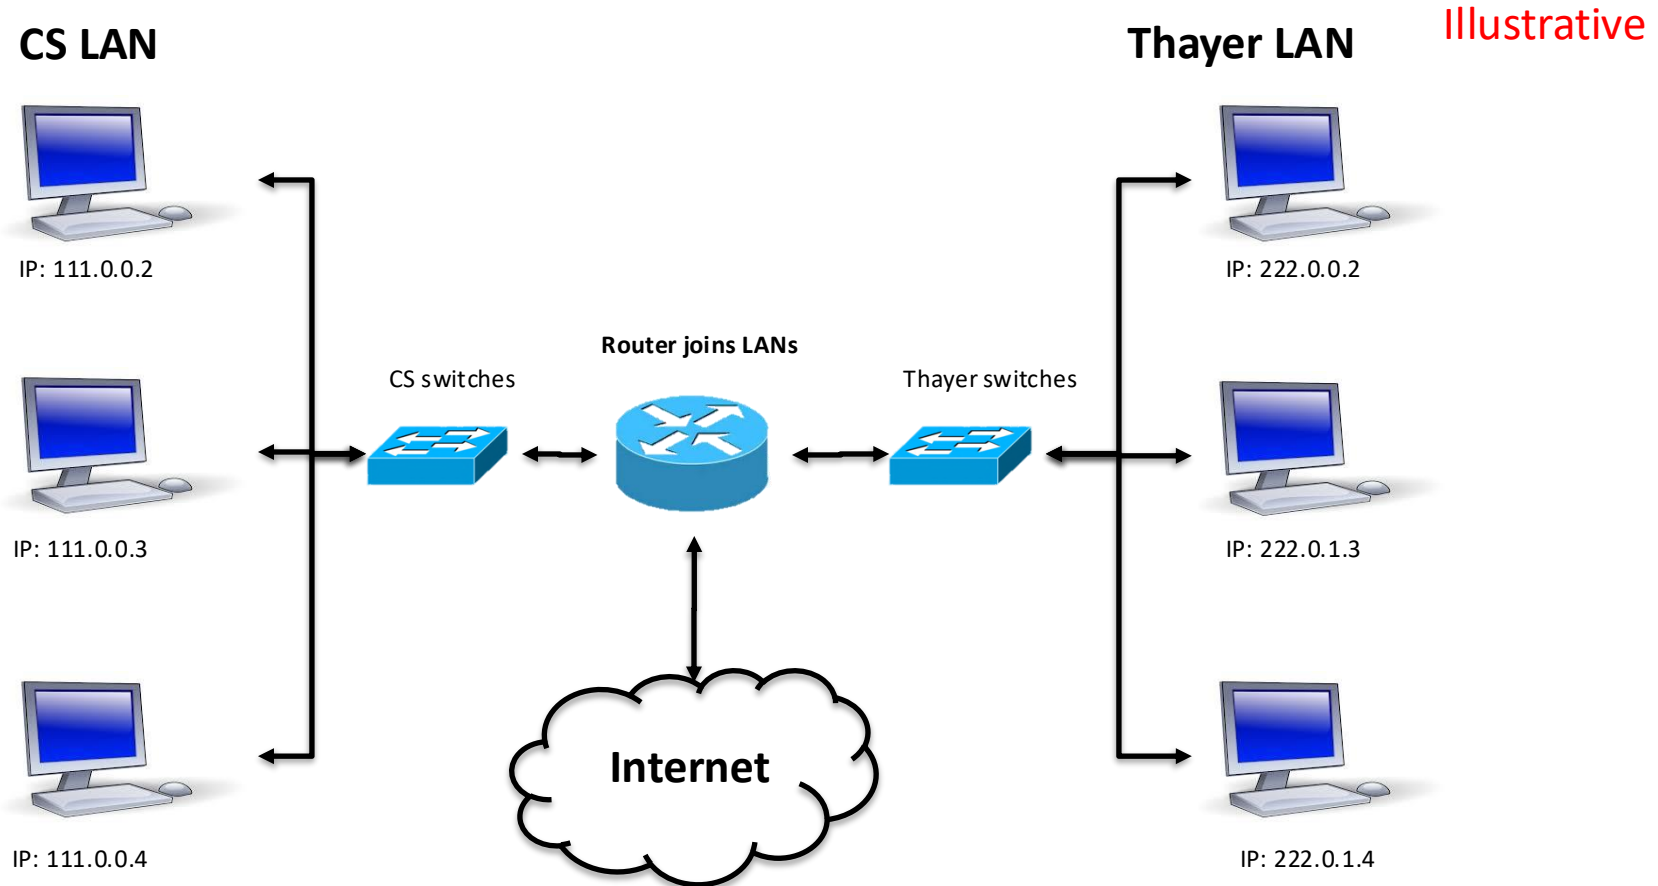 CS LAN
Thayer LAN
Illustrative
IP: 111.0.0.2
IP: 222.0.0.2
Router joins LANs
CS switches
Thayer switches
IP: 111.0.0.3
IP: 222.0.1.3
Internet
IP: 111.0.0.4
IP: 222.0.1.4